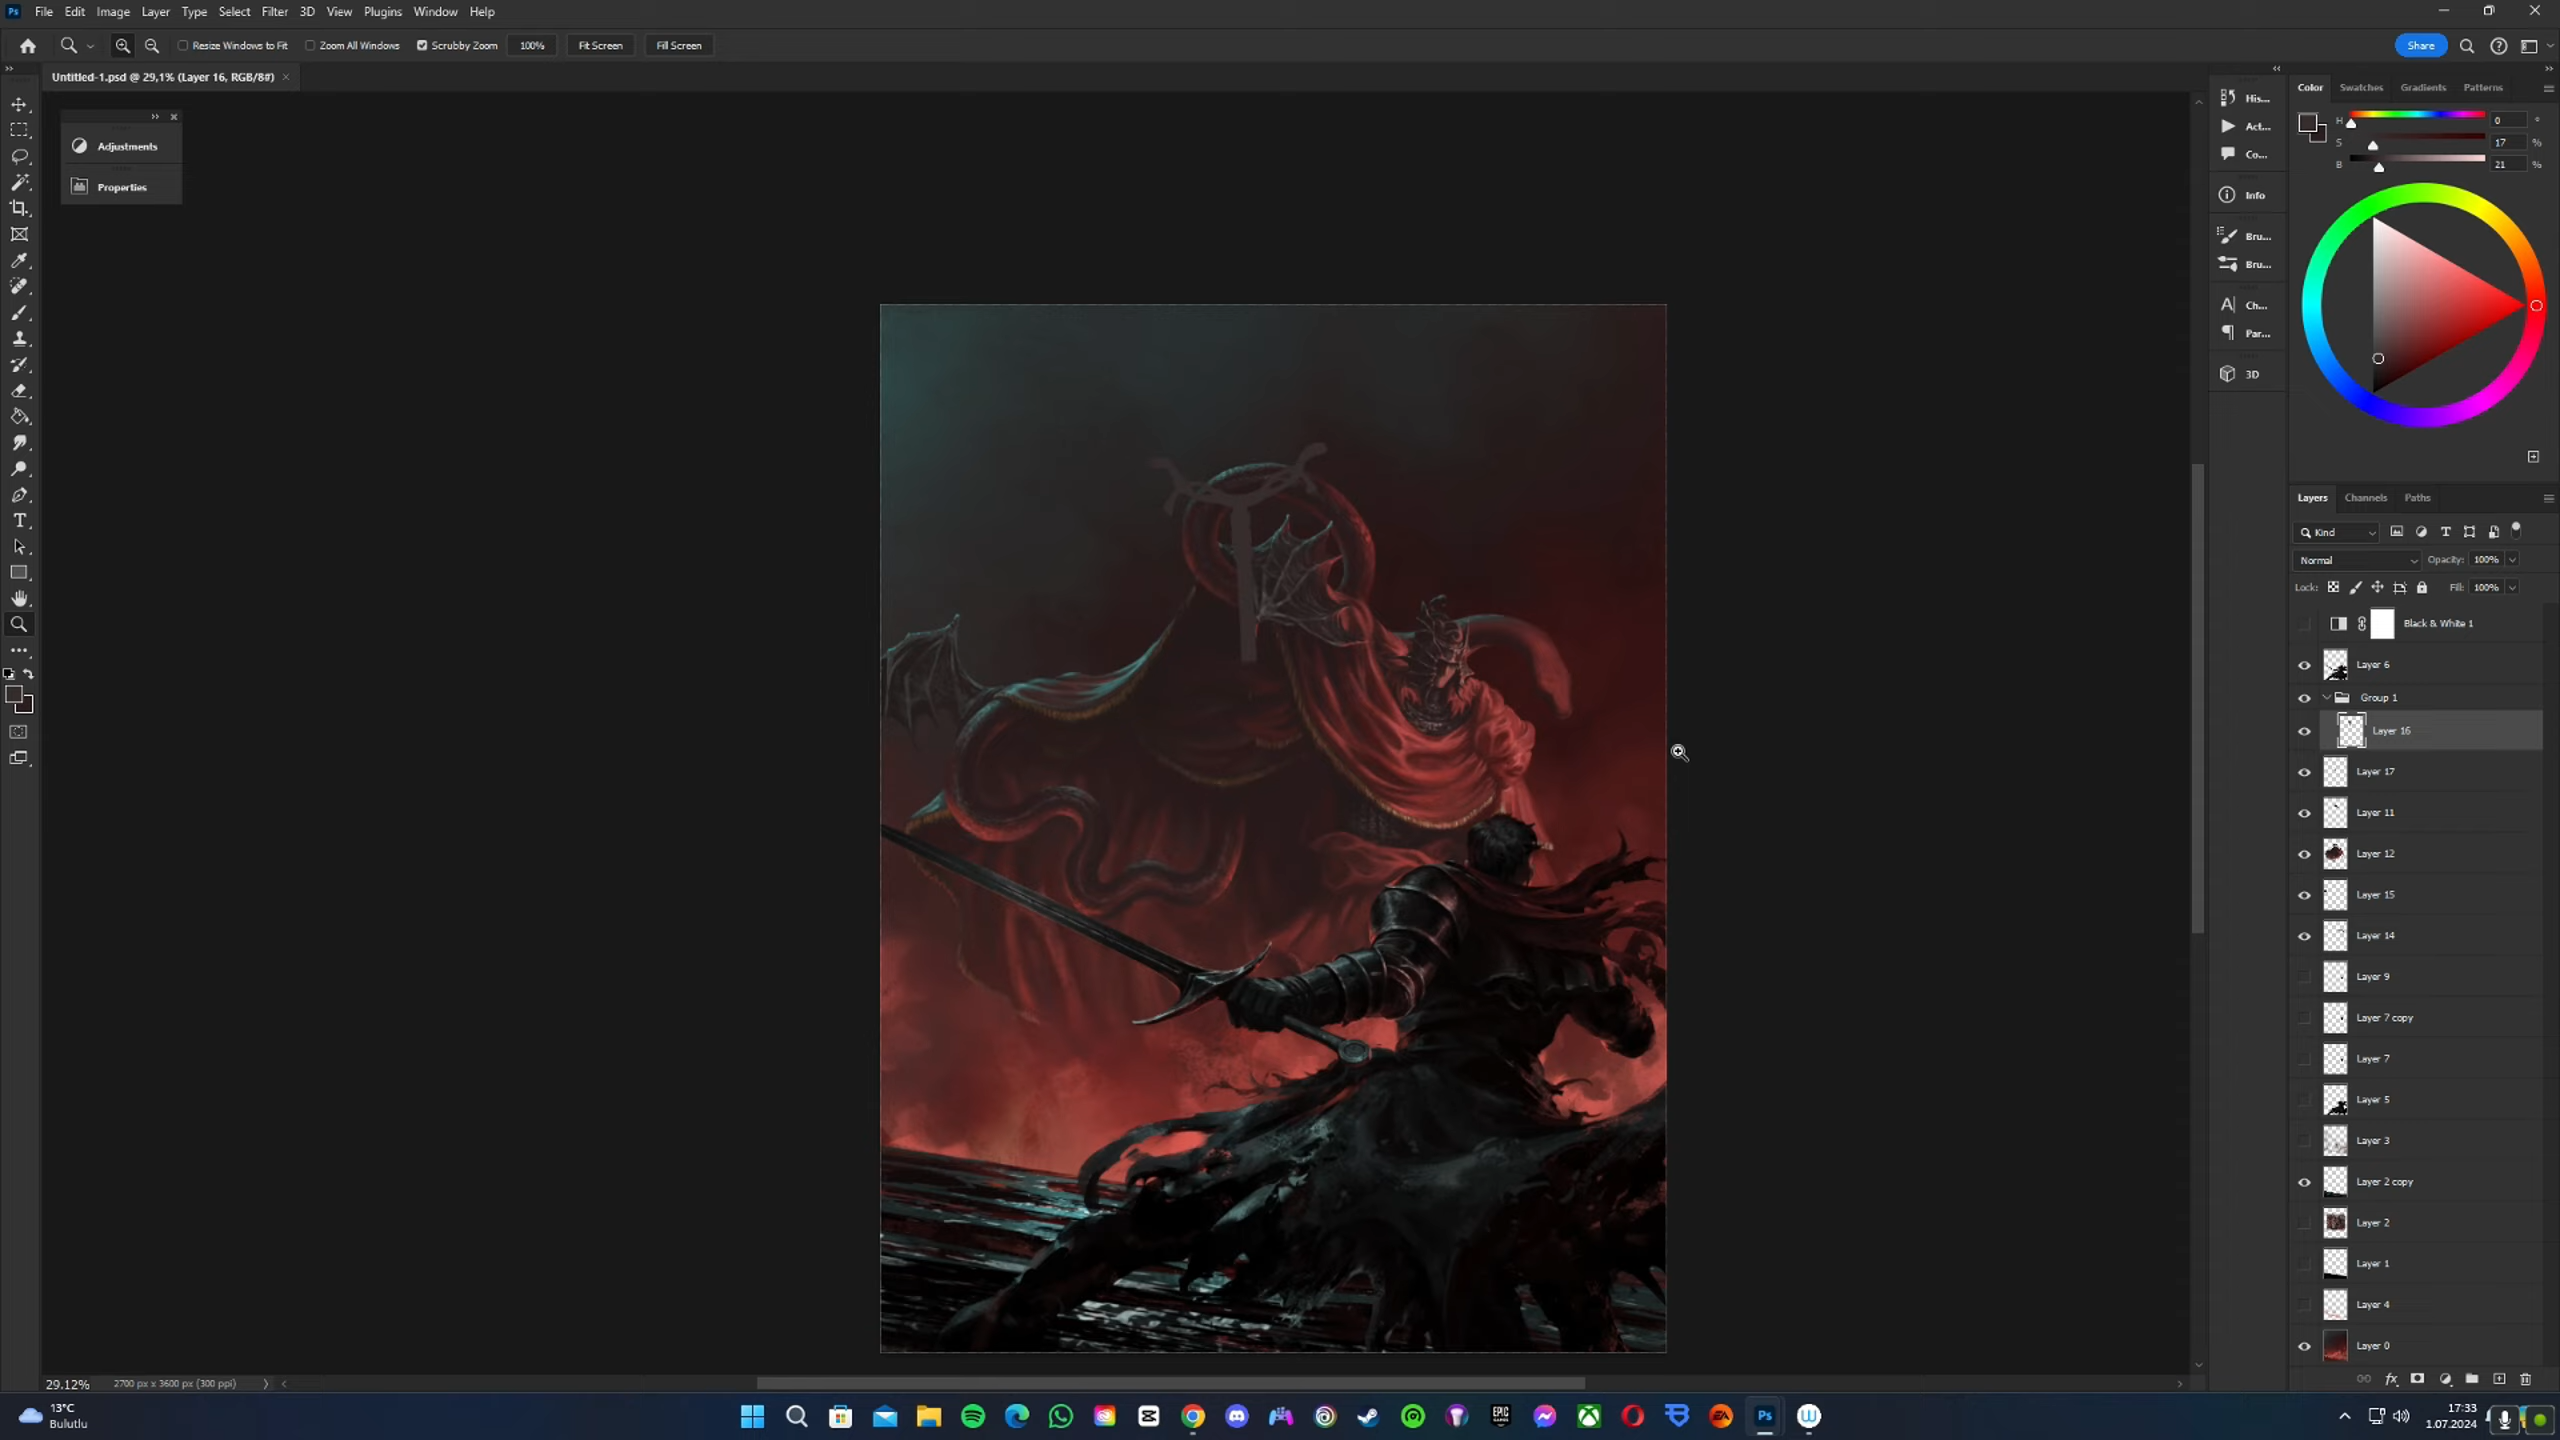 Ps File Edit Image Layer Type Select Filter 3D View Plugins Window Help
Resize Windows to Fit Zoom All Windows Scrubby Zoom 100% Fit Screen Fill Screen Share
Untitled-1.psd @ 29,1% (Layer 16, RGB/8#)
Adjustments
Properties
His...
Act...
Co...
Info
Bru...
Bru...
Ch...
Par...
3D
Color Swatches Gradients Patterns
H 0 °
S 17 %
B 21 %
Layers Channels Paths
Kind
Normal Opacity: 100%
Lock: Fill: 100%
Black & White 1
Layer 6
Group 1
Layer 16
Layer 17
Layer 11
Layer 12
Layer 15
Layer 14
Layer 9
Layer 7 copy
Layer 7
Layer 5
Layer 3
Layer 2 copy
Layer 2
Layer 1
Layer 4
Layer 0
29.12% 2700 px x 3600 px (300 ppi)
13°C
Bulutlu
EPIC GAMES
EA
Ps
17:33
1.07.2024